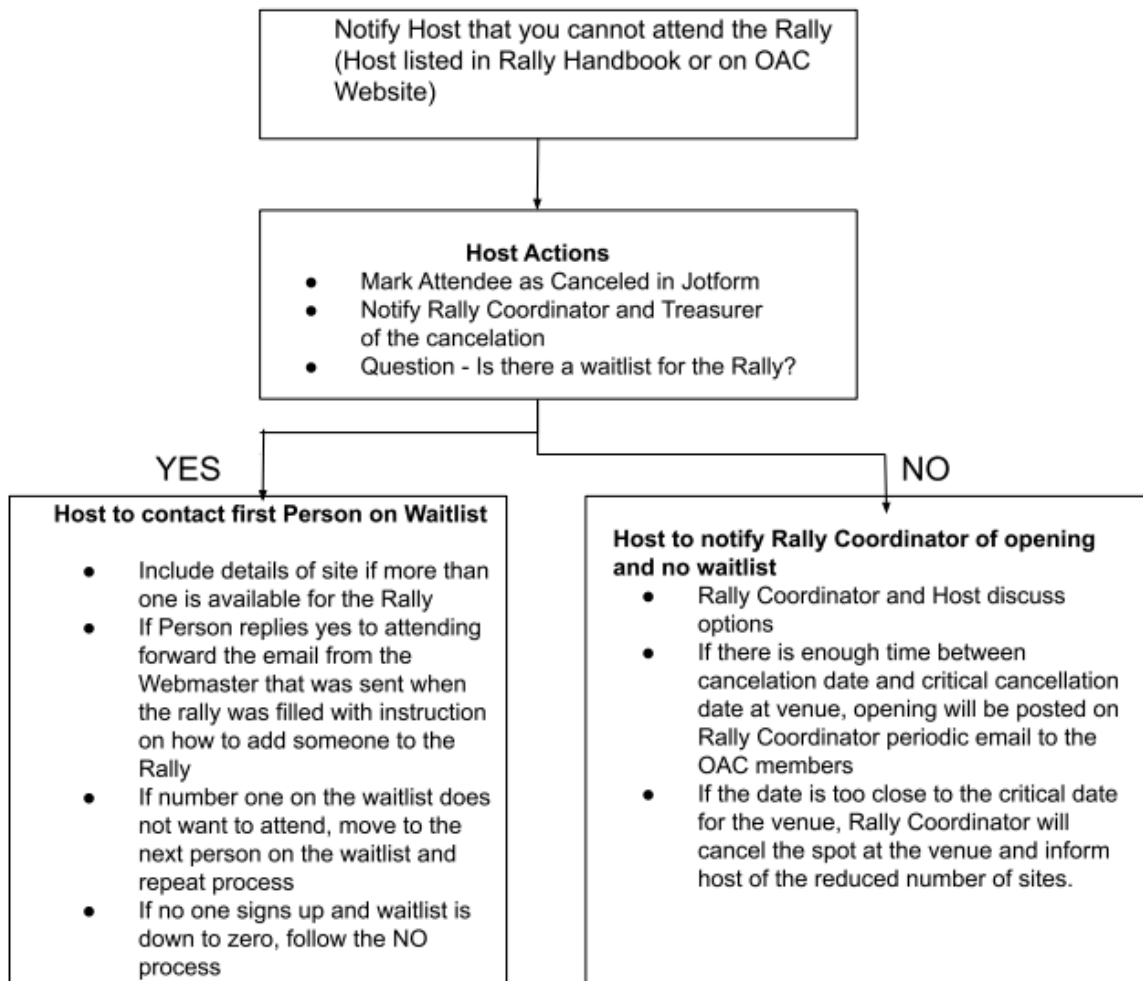 Notify Host that you cannot attend the Rally
(Host listed in Rally Handbook or on OAC
Website)
Host Actions
● Mark Attendee as Canceled in Jotform
● Notify Rally Coordinator and Treasurer
of the cancelation
● Question - Is there a waitlist for the Rally?
YES
Host to contact first Person on Waitlist
● Include details of site if more than
one is available for the Rally
● If Person replies yes to attending
forward the email from the
Webmaster that was sent when
the rally was filled with instruction
on how to add someone to the
Rally
● If number one on the waitlist does
not want to attend, move to the
next person on the waitlist and
repeat process
● If no one signs up and waitlist is
down to zero, follow the NO
process
NO
Host to notify Rally Coordinator of opening
and no waitlist
● Rally Coordinator and Host discuss
options
● If there is enough time between
cancelation date and critical cancellation
date at venue, opening will be posted on
Rally Coordinator periodic email to the
OAC members
● If the date is too close to the critical date
for the venue, Rally Coordinator will
cancel the spot at the venue and inform
host of the reduced number of sites.